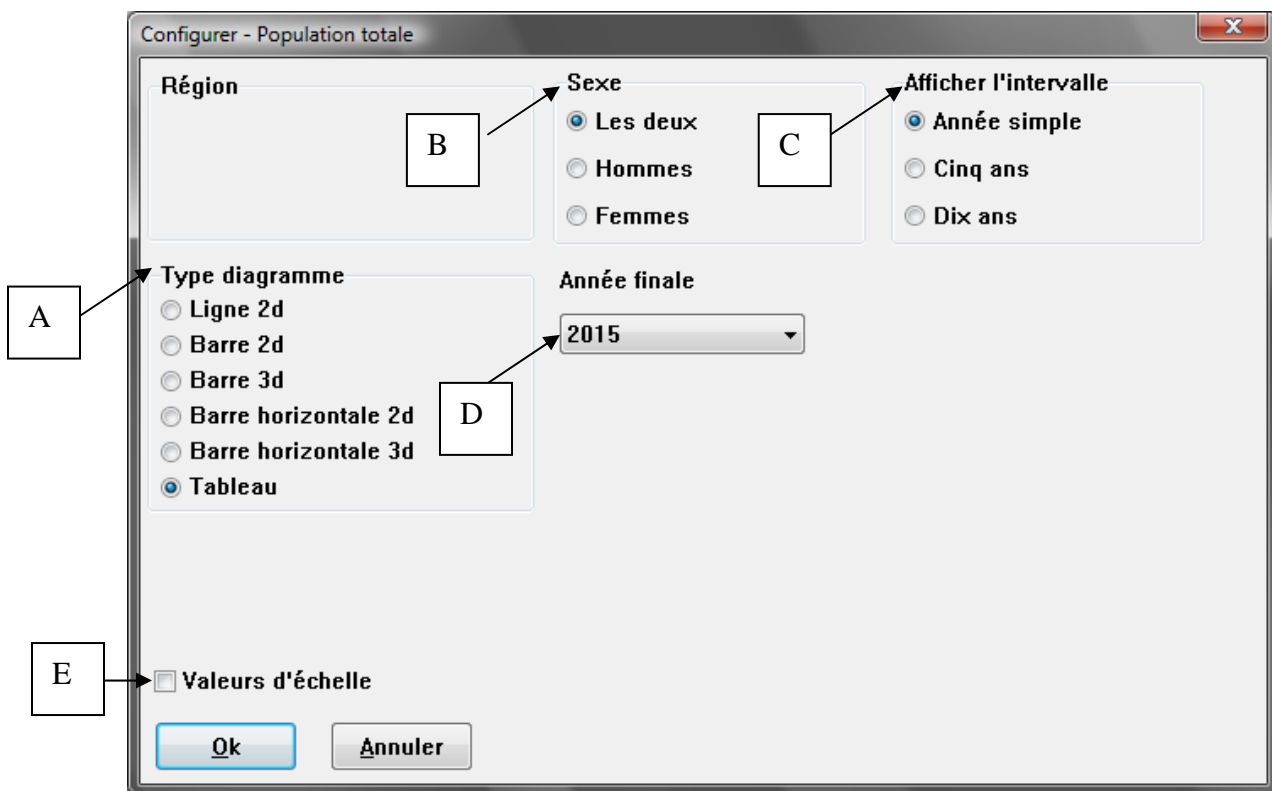 Configurer - Population totale
Région
Sexe
Afficher l'intervalle
B
Les deux
C
Année simple
Hommes
Cinq ans
Femmes
Dix ans
A
Type diagramme
Année finale
Ligne 2d
2015
Barre 2d
Barre 3d
D
Barre horizontale 2d
Barre horizontale 3d
Tableau
E
Valeurs d'échelle
Ok
Annuler